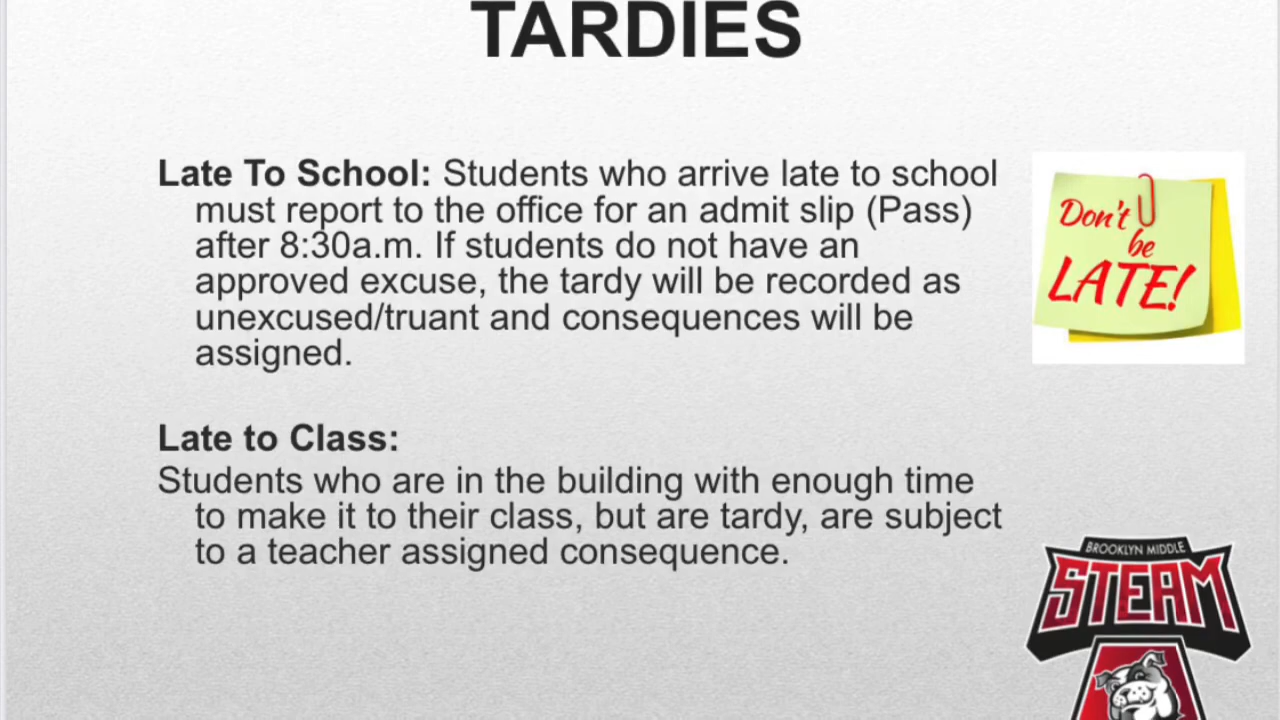 TARDIES
Late To School: Students who arrive late to school
must report to the office for an admit slip (Pass)
after 8:30a.m. If students do not have an
approved excuse, the tardy will be recorded as
unexcused/truant and consequences will be
assigned.
Don't
be
LATE!
Late to Class:
Students who are in the building with enough time
to make it to their class, but are tardy, are subject
to a teacher assigned consequence.
BROOKLYN MIDDLE
STEAM